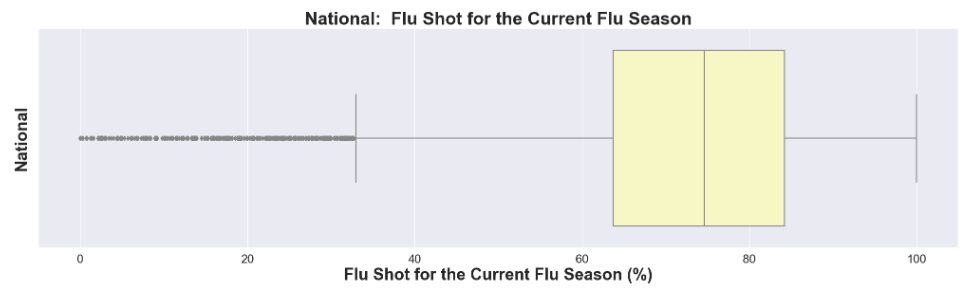 National:  Flu Shot for the Current Flu Season
National
0 20 40 60 80 100
Flu Shot for the Current Flu Season (%)